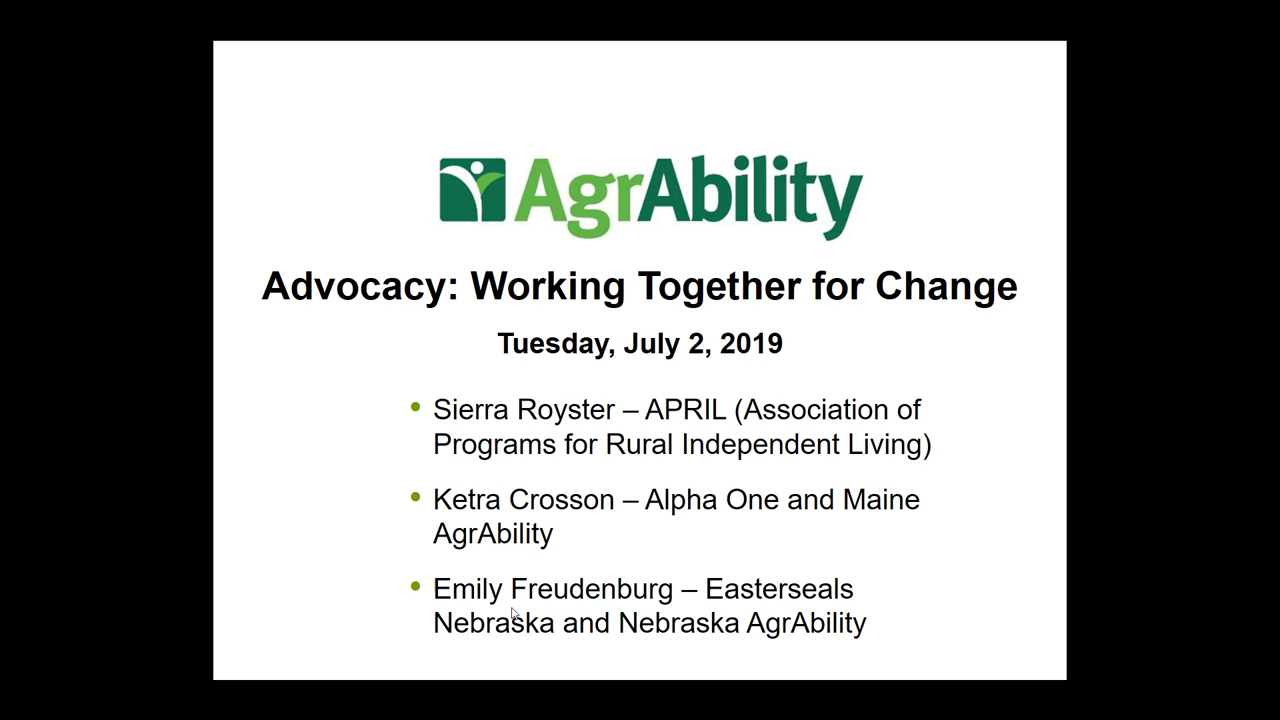 AgrAbility
Advocacy: Working Together for Change
Tuesday, July 2, 2019
• Sierra Royster – APRIL (Association of
Programs for Rural Independent Living)
• Ketra Crosson – Alpha One and Maine
AgrAbility
• Emily Freudenburg – Easterseals
Nebraska and Nebraska AgrAbility